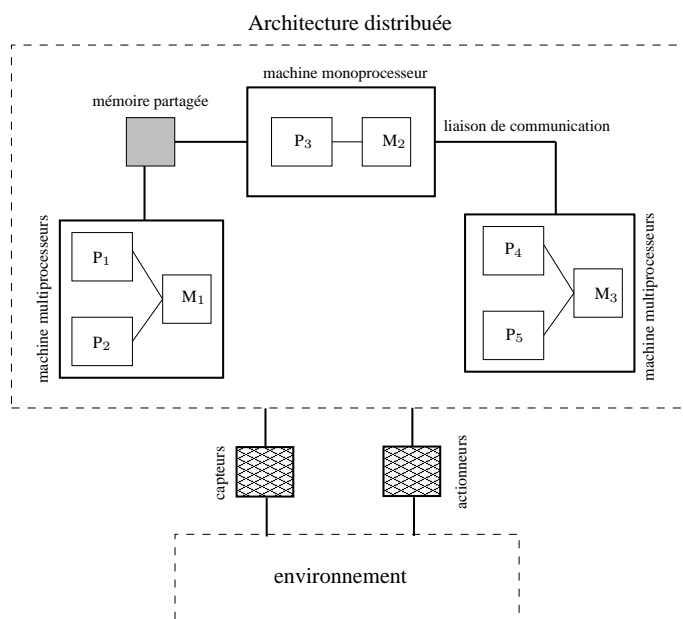 Architecture distribuée
machine monoprocesseur
mémoire partagée
liaison de communication
P₃
M₂
machine multiprocesseurs
P₁
M₁
P₂
P₄
M₃
P₅
machine multiprocesseurs
capteurs
actionneurs
environnement